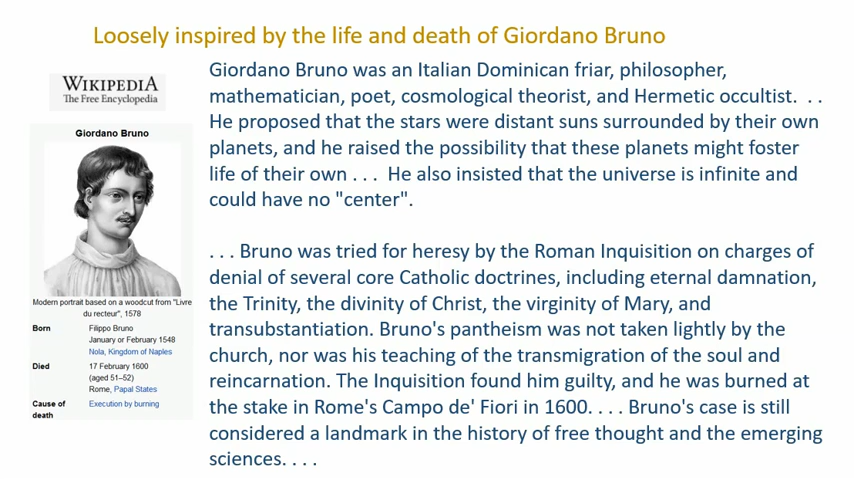 Loosely inspired by the life and death of Giordano Bruno
WIKIPEDIA
The Free Encyclopedia
Giordano Bruno
Modern portrait based on a woodcut from "Livre
du recteur", 1578
Born Filippo Bruno
January or February 1548
Nola, Kingdom of Naples
Died 17 February 1600
(aged 51–52)
Rome, Papal States
Cause of Execution by burning
death
Giordano Bruno was an Italian Dominican friar, philosopher,
mathematician, poet, cosmological theorist, and Hermetic occultist. . .
He proposed that the stars were distant suns surrounded by their own
planets, and he raised the possibility that these planets might foster
life of their own . . . He also insisted that the universe is infinite and
could have no "center".
. . . Bruno was tried for heresy by the Roman Inquisition on charges of
denial of several core Catholic doctrines, including eternal damnation,
the Trinity, the divinity of Christ, the virginity of Mary, and
transubstantiation. Bruno's pantheism was not taken lightly by the
church, nor was his teaching of the transmigration of the soul and
reincarnation. The Inquisition found him guilty, and he was burned at
the stake in Rome's Campo de' Fiori in 1600. . . . Bruno's case is still
considered a landmark in the history of free thought and the emerging
sciences. . . .